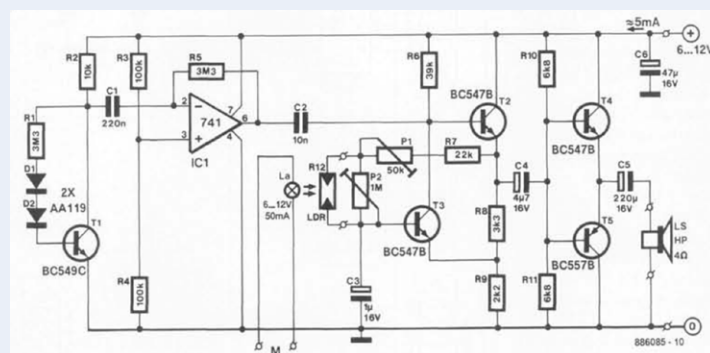 ≈5mA
+
6...12V
R2
10k
R3
100k
R5
3M3
R6
39k
R10
6k8
C6
47µ
16V
C1
220n
2
3
7
6
4
741
IC1
C2
10n
T2
BC547B
T4
BC547B
R1
3M3
D1
D2
2X
AA119
T1
BC549C
R4
100k
La
6...12V
50mA
R12
LDR
P1
50k
P2
1M
R7
22k
T3
BC547B
C3
1µ
16V
C4
4µ7
16V
R8
3k3
R9
2k2
C5
220µ
16V
T5
BC557B
R11
6k8
LS
HP
4Ω
M
0
886085 - 10